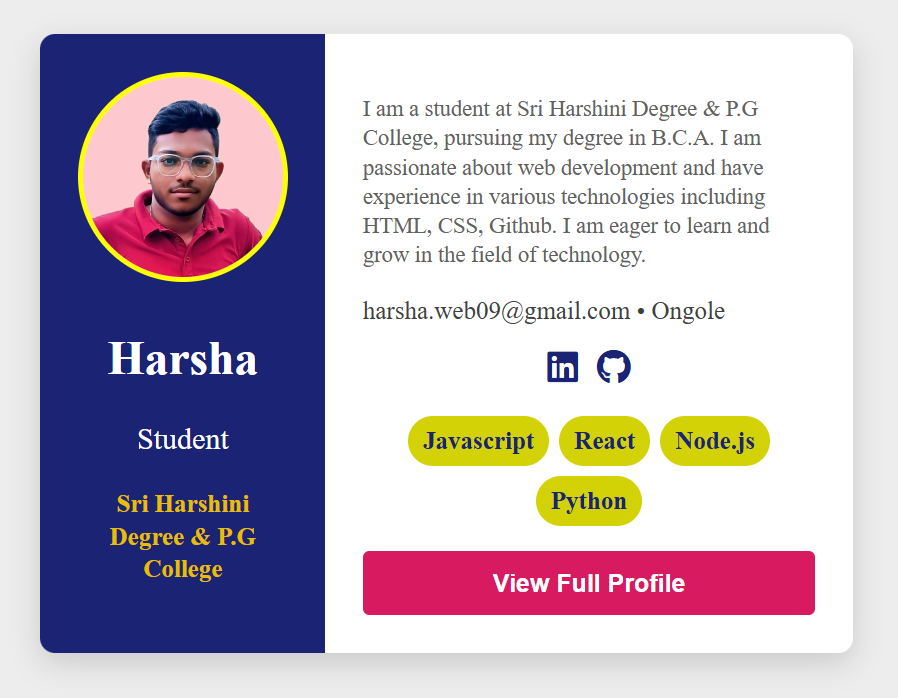 Harsha
Student
Sri Harshini
Degree & P.G
College
I am a student at Sri Harshini Degree & P.G
College, pursuing my degree in B.C.A. I am
passionate about web development and have
experience in various technologies including
HTML, CSS, Github. I am eager to learn and
grow in the field of technology.
harsha.web09@gmail.com • Ongole
in
Javascript React Node.js
Python
View Full Profile